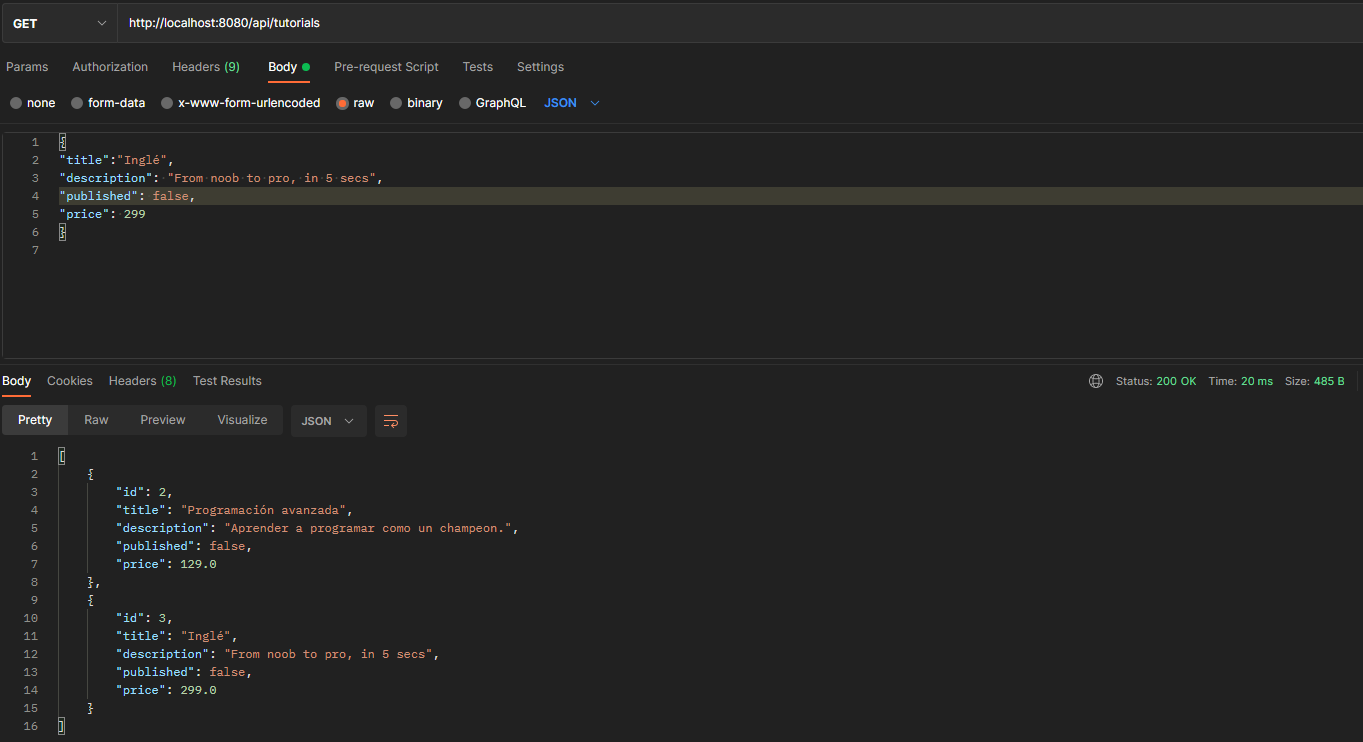 GET http://localhost:8080/api/tutorials
Params Authorization Headers (9) Body Pre-request Script Tests Settings
none form-data x-www-form-urlencoded raw binary GraphQL JSON
1 {
2 "title":"Inglé",
3 "description": "From noob to pro, in 5 secs",
4 "published": false,
5 "price": 299
6 }
7
Body Cookies Headers (8) Test Results Status: 200 OK Time: 20 ms Size: 485 B
Pretty Raw Preview Visualize JSON
1 [
2 {
3 "id": 2,
4 "title": "Programación avanzada",
5 "description": "Aprender a programar como un champeon.",
6 "published": false,
7 "price": 129.0
8 },
9 {
10 "id": 3,
11 "title": "Inglé",
12 "description": "From noob to pro, in 5 secs",
13 "published": false,
14 "price": 299.0
15 }
16 ]